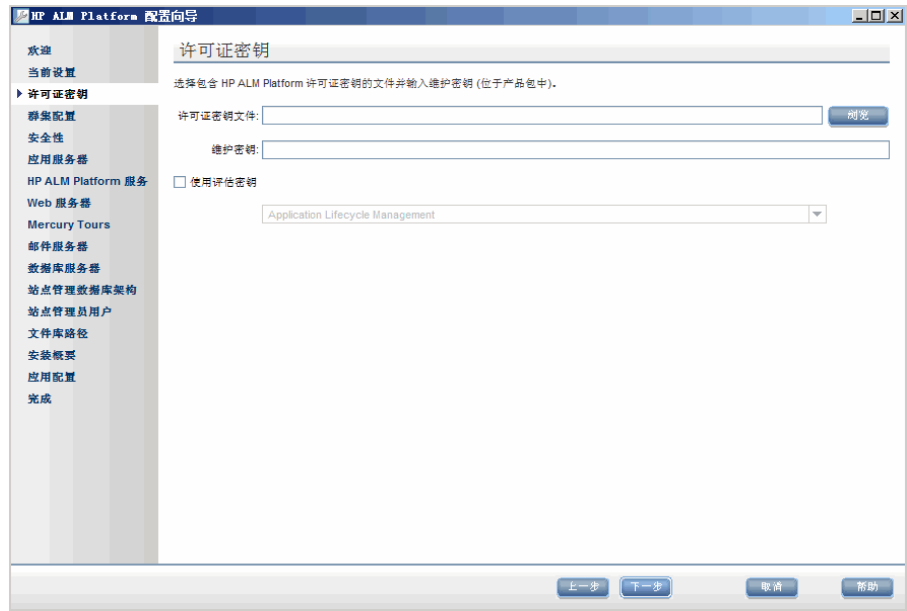 HP ALM Platform 配置向导
欢迎
当前设置
许可证密钥
群集配置
安全性
应用服务器
HP ALM Platform 服务
Web 服务器
Mercury Tours
邮件服务器
数据库服务器
站点管理数据库架构
站点管理员用户
文件库路径
安装概要
应用配置
完成
许可证密钥
选择包含 HP ALM Platform 许可证密钥的文件并输入维护密钥 (位于产品包中)。
许可证密钥文件:
浏览
维护密钥:
使用评估密钥
Application Lifecycle Management
上一步
下一步
取消
帮助